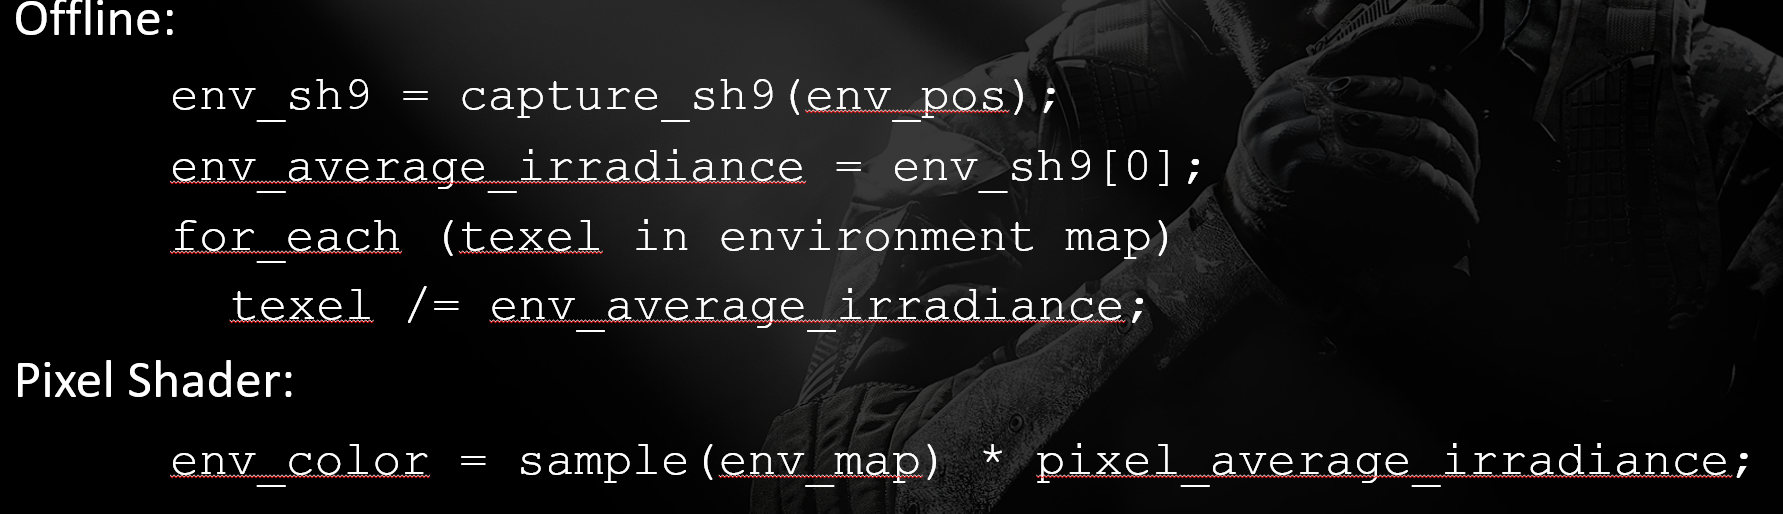 Offline:
env_sh9 = capture_sh9(env_pos);
env_average_irradiance = env_sh9[0];
for_each (texel in environment map)
texel /= env_average_irradiance;
Pixel Shader:
env_color = sample(env_map) * pixel_average_irradiance;